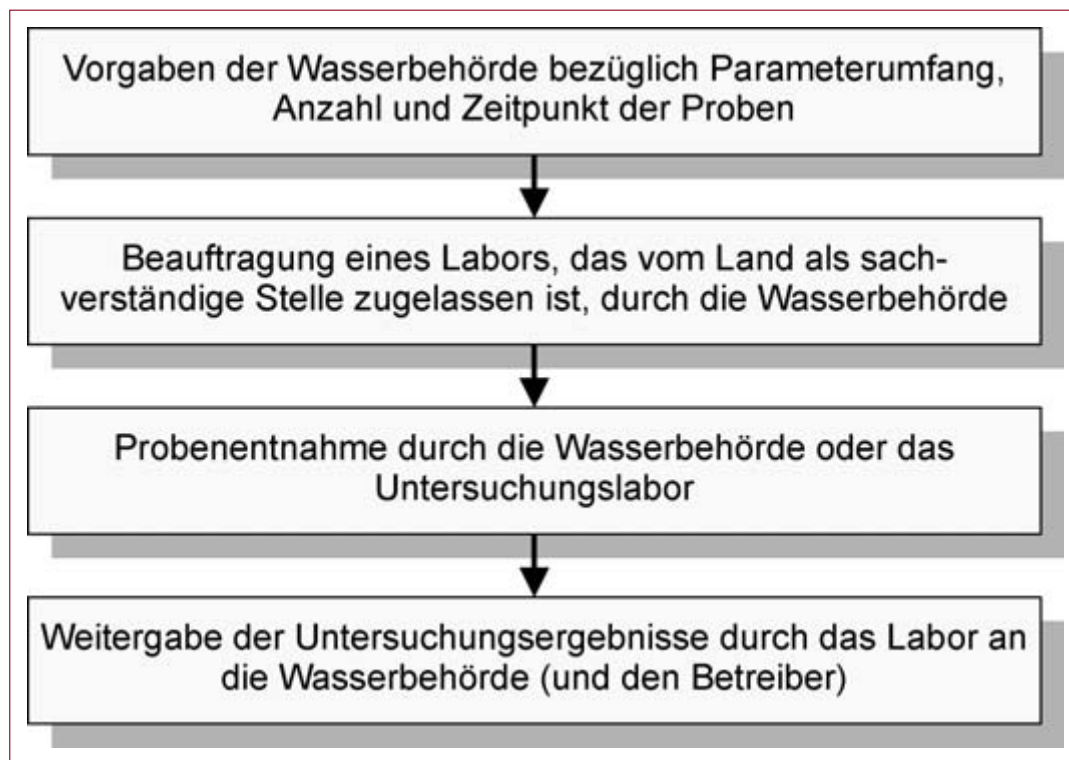 Vorgaben der Wasserbehörde bezüglich Parameterumfang,
Anzahl und Zeitpunkt der Proben
Beauftragung eines Labors, das vom Land als sach-
verständige Stelle zugelassen ist, durch die Wasserbehörde
Probenentnahme durch die Wasserbehörde oder das
Untersuchungslabor
Weitergabe der Untersuchungsergebnisse durch das Labor an
die Wasserbehörde (und den Betreiber)